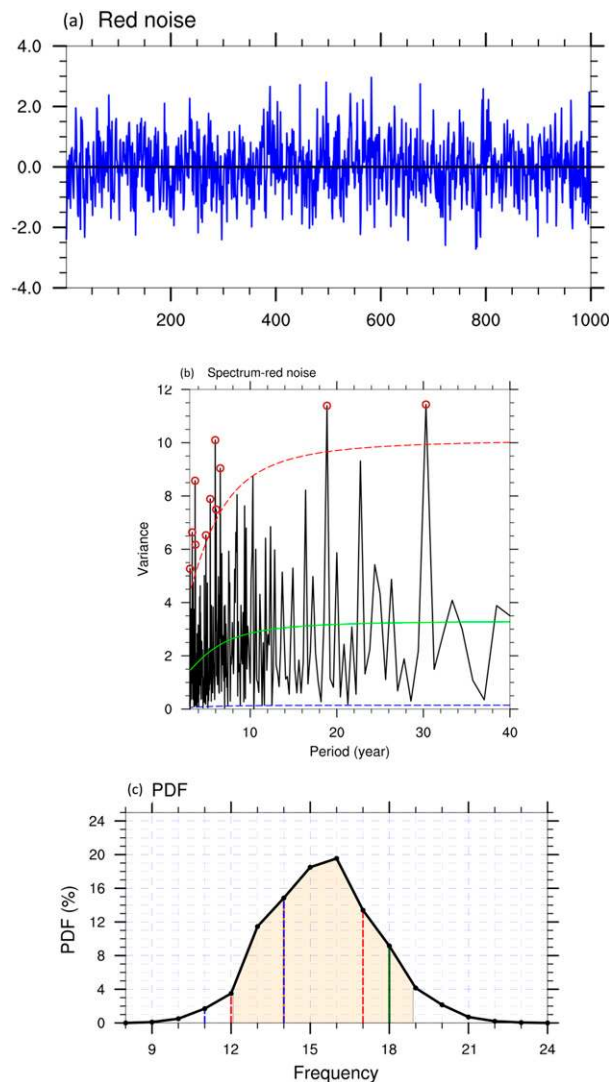 (a) Red noise
4.0
2.0
0.0
-2.0
-4.0
200 400 600 800 1000
(b) Spectrum-red noise
12
10
8
6
4
2
0
Variance
10 20 30 40
Period (year)
(c) PDF
24
20
16
12
8
4
0
PDF (%)
9 12 15 18 21 24
Frequency